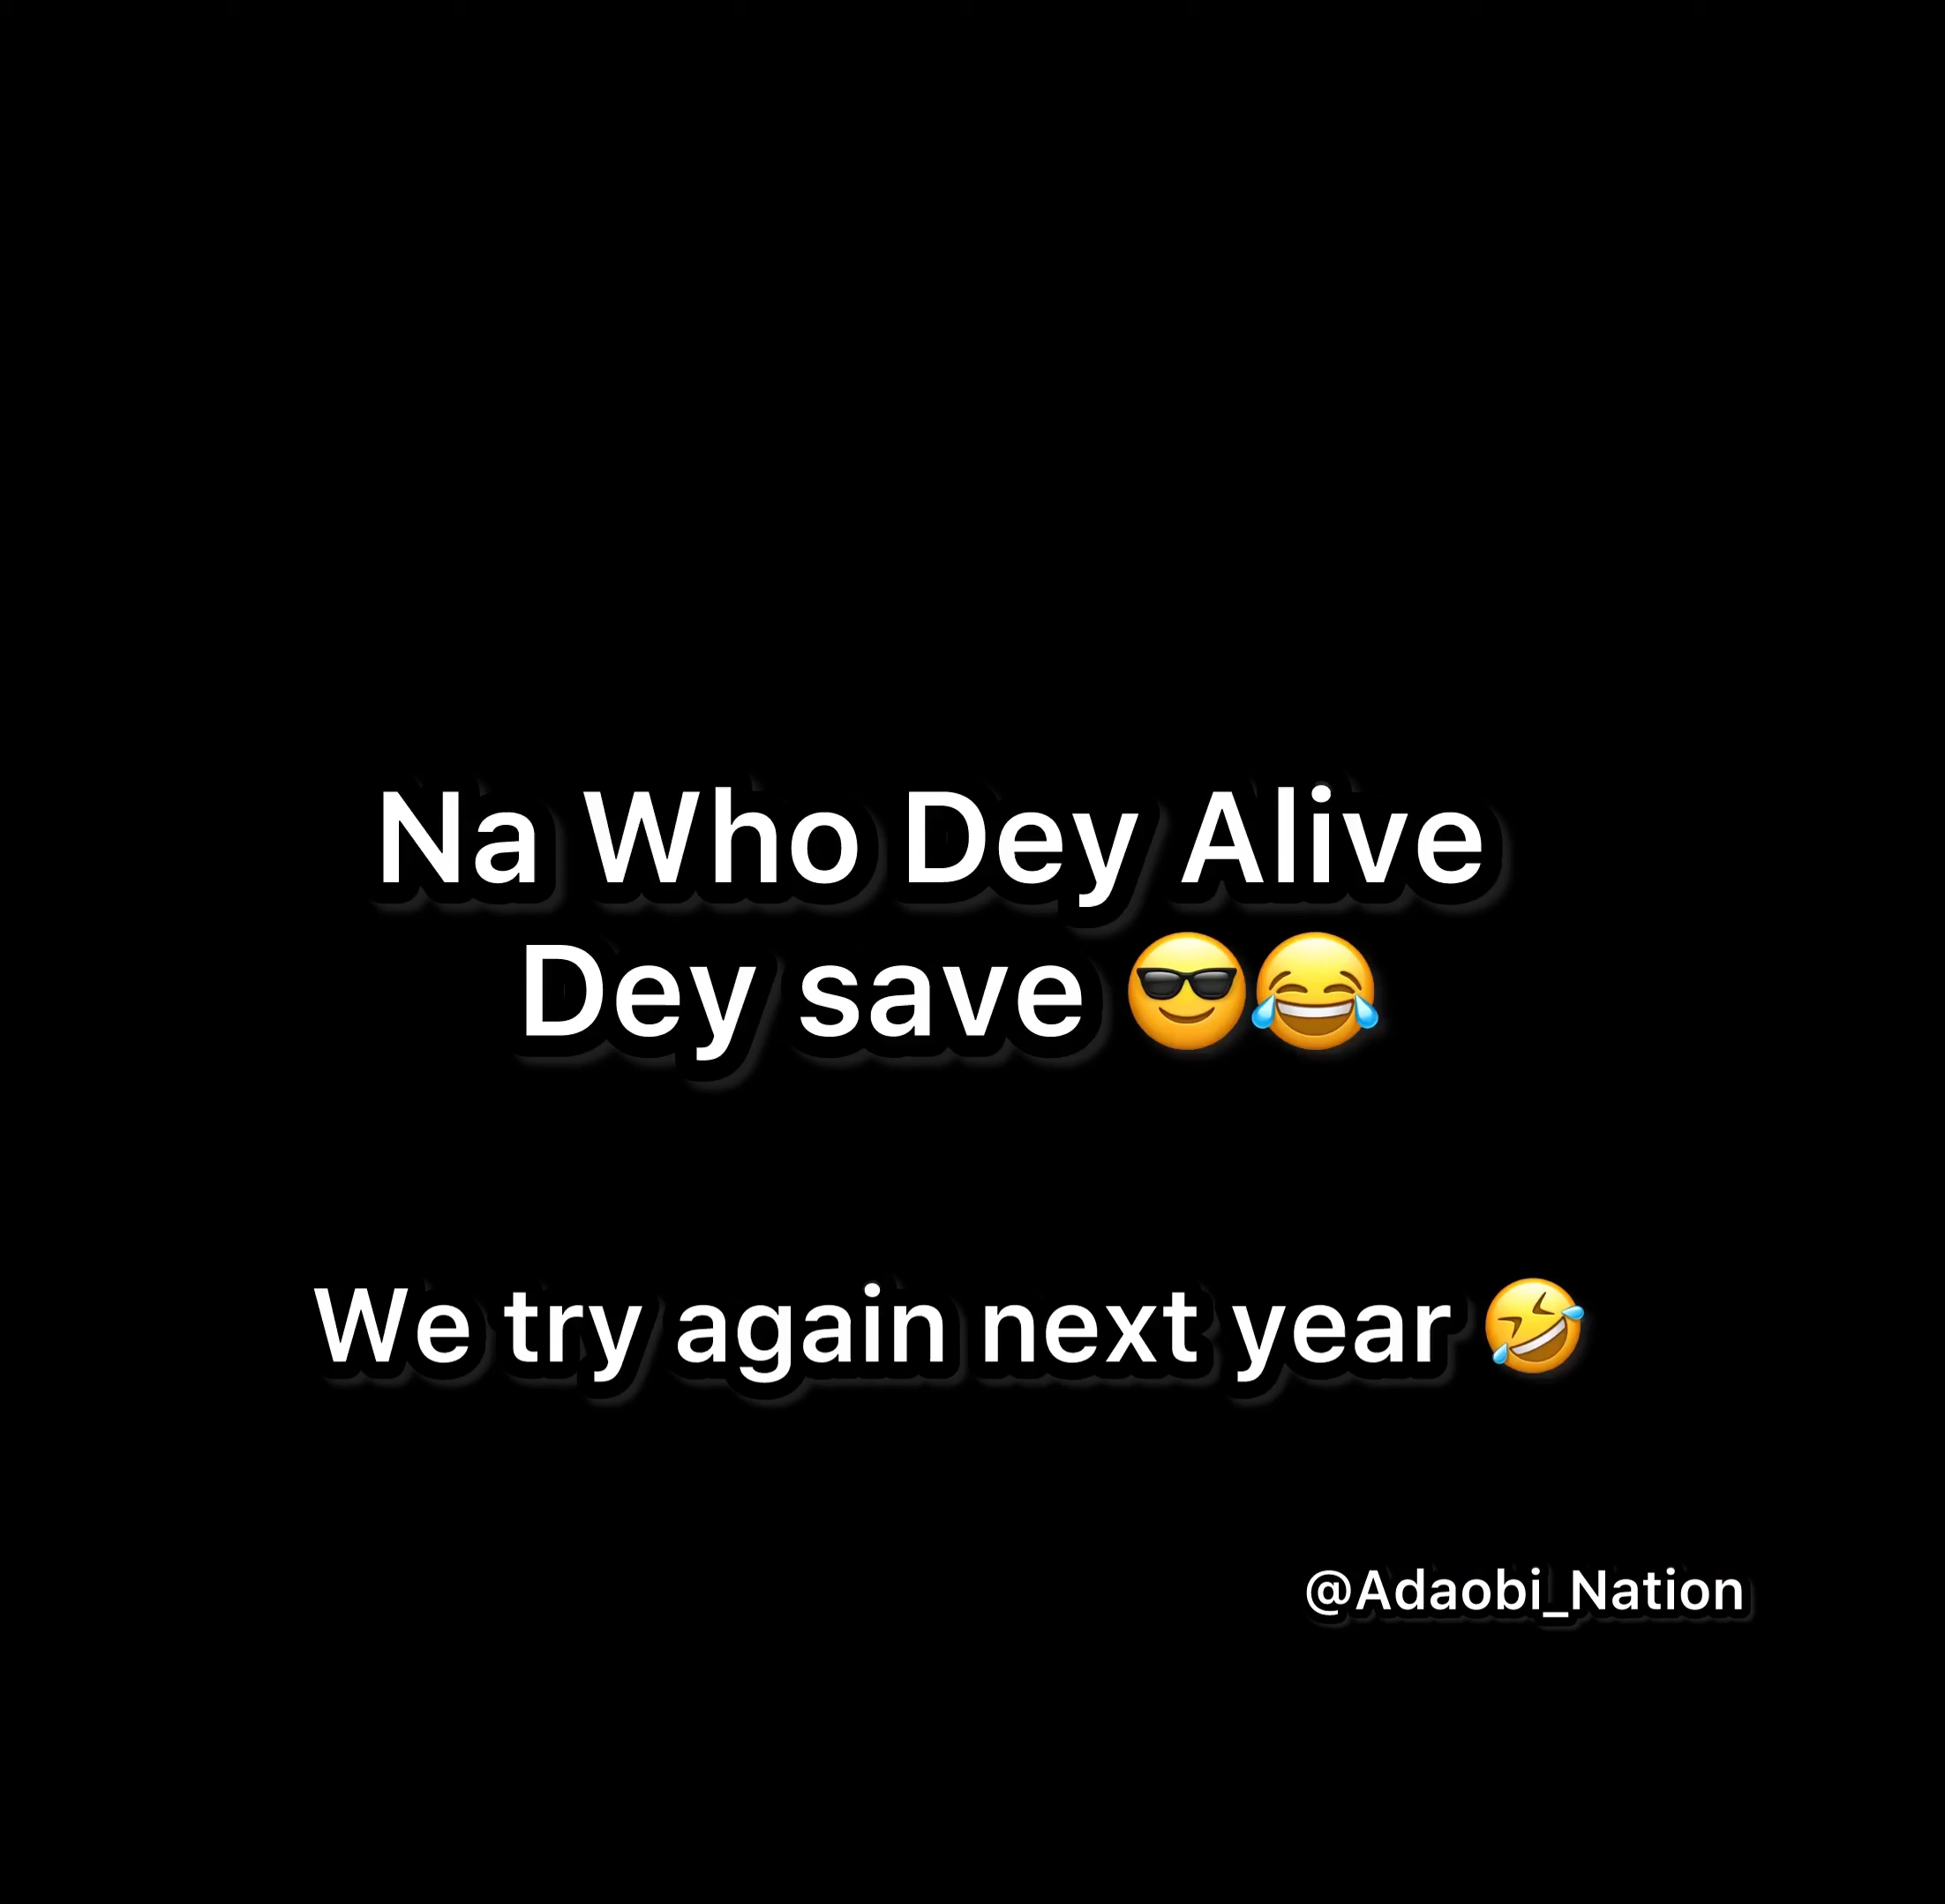 Na Who Dey Alive
Dey save 😎😂
We try again next year 🤣
@Adaobi_Nation